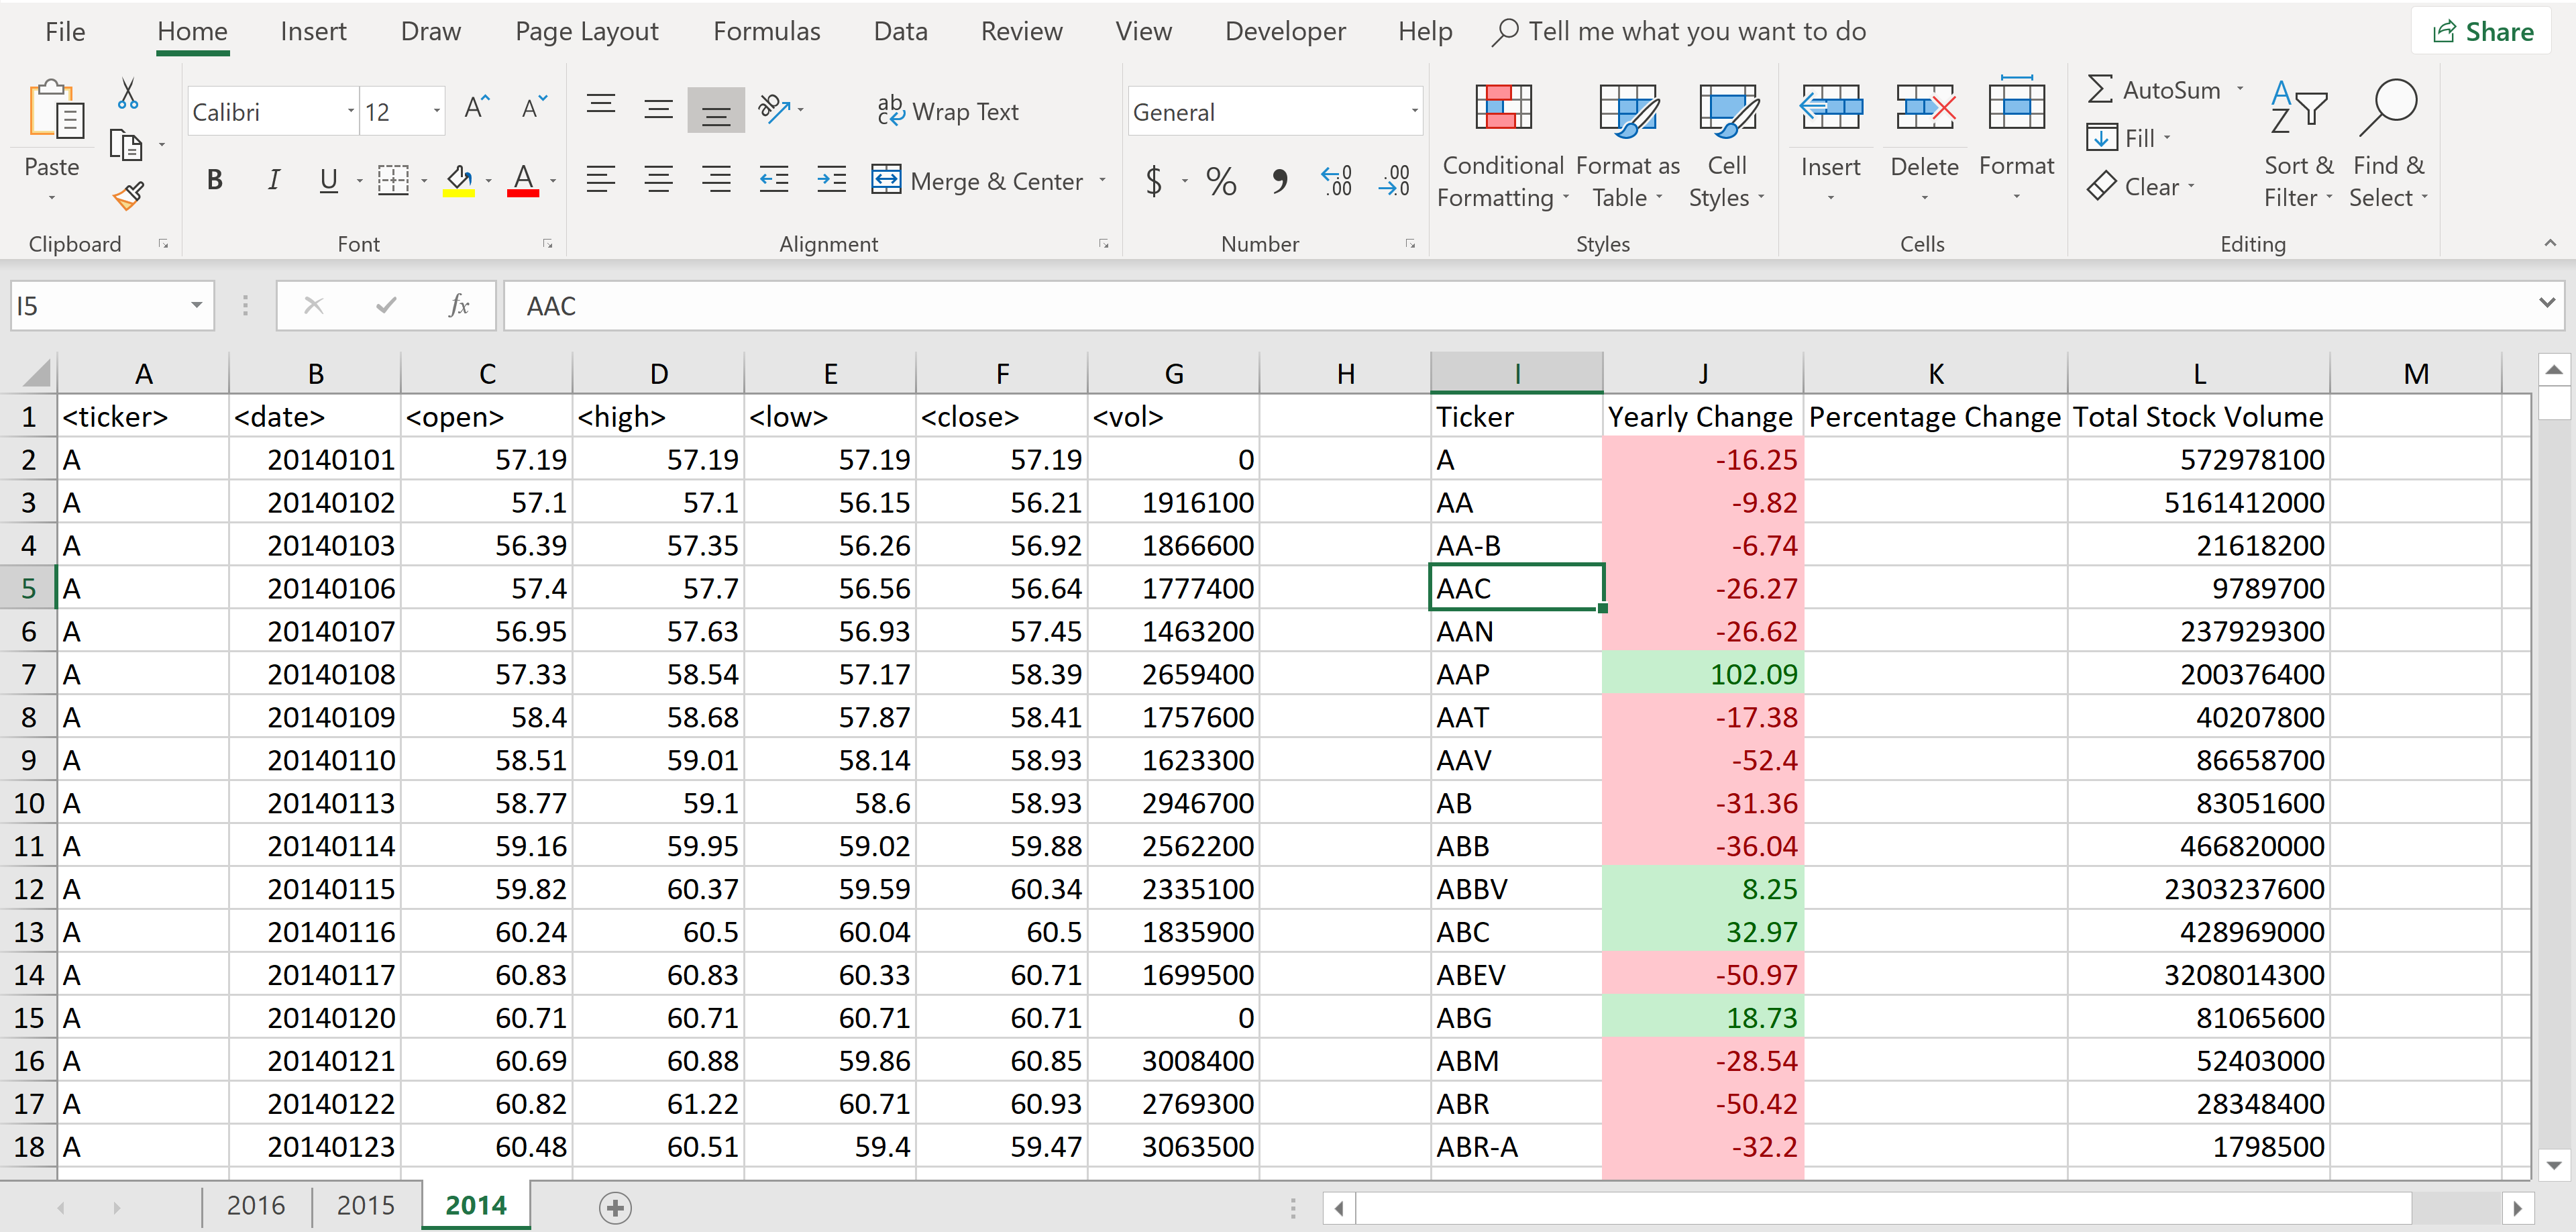 File Home Insert Draw Page Layout Formulas Data Review View Developer Help Tell me what you want to do Share
Paste
Clipboard
Calibri 12
B I U A
Font
Wrap Text
Merge & Center
Alignment
General
$ % ,
Number
Conditional Formatting
Format as Table
Cell Styles
Styles
Insert Delete Format
Cells
AutoSum
Fill
Clear
Sort & Filter
Find & Select
Editing
I5 fx AAC
A B C D E F G H I J K L M
1 <ticker> <date> <open> <high> <low> <close> <vol> Ticker Yearly Change Percentage Change Total Stock Volume
2 A 20140101 57.19 57.19 57.19 57.19 0 A -16.25 572978100
3 A 20140102 57.1 57.1 56.15 56.21 1916100 AA -9.82 5161412000
4 A 20140103 56.39 57.35 56.26 56.92 1866600 AA-B -6.74 21618200
5 A 20140106 57.4 57.7 56.56 56.64 1777400 AAC -26.27 9789700
6 A 20140107 56.95 57.63 56.93 57.45 1463200 AAN -26.62 237929300
7 A 20140108 57.33 58.54 57.17 58.39 2659400 AAP 102.09 200376400
8 A 20140109 58.4 58.68 57.87 58.41 1757600 AAT -17.38 40207800
9 A 20140110 58.51 59.01 58.14 58.93 1623300 AAV -52.4 86658700
10 A 20140113 58.77 59.1 58.6 58.93 2946700 AB -31.36 83051600
11 A 20140114 59.16 59.95 59.02 59.88 2562200 ABB -36.04 466820000
12 A 20140115 59.82 60.37 59.59 60.34 2335100 ABBV 8.25 2303237600
13 A 20140116 60.24 60.5 60.04 60.5 1835900 ABC 32.97 428969000
14 A 20140117 60.83 60.83 60.33 60.71 1699500 ABEV -50.97 3208014300
15 A 20140120 60.71 60.71 60.71 60.71 0 ABG 18.73 81065600
16 A 20140121 60.69 60.88 59.86 60.85 3008400 ABM -28.54 52403000
17 A 20140122 60.82 61.22 60.71 60.93 2769300 ABR -50.42 28348400
18 A 20140123 60.48 60.51 59.4 59.47 3063500 ABR-A -32.2 1798500
2016 2015 2014